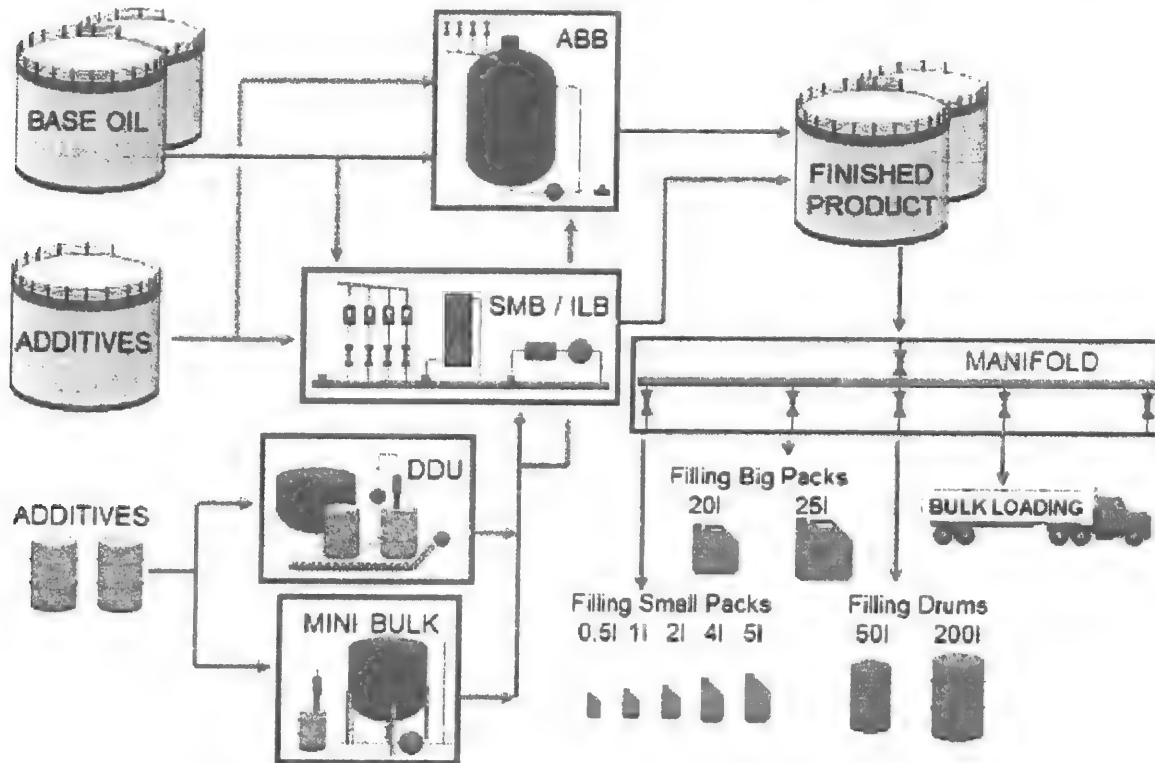 BASE OIL
ABB
FINISHED
PRODUCT
ADDITIVES
SMB / ILB
MANIFOLD
DDU
Filling Big Packs
20l 25l
BULK LOADING
ADDITIVES
MINI BULK
Filling Small Packs
0.5l 1l 2l 4l 5l
Filling Drums
50l 200l